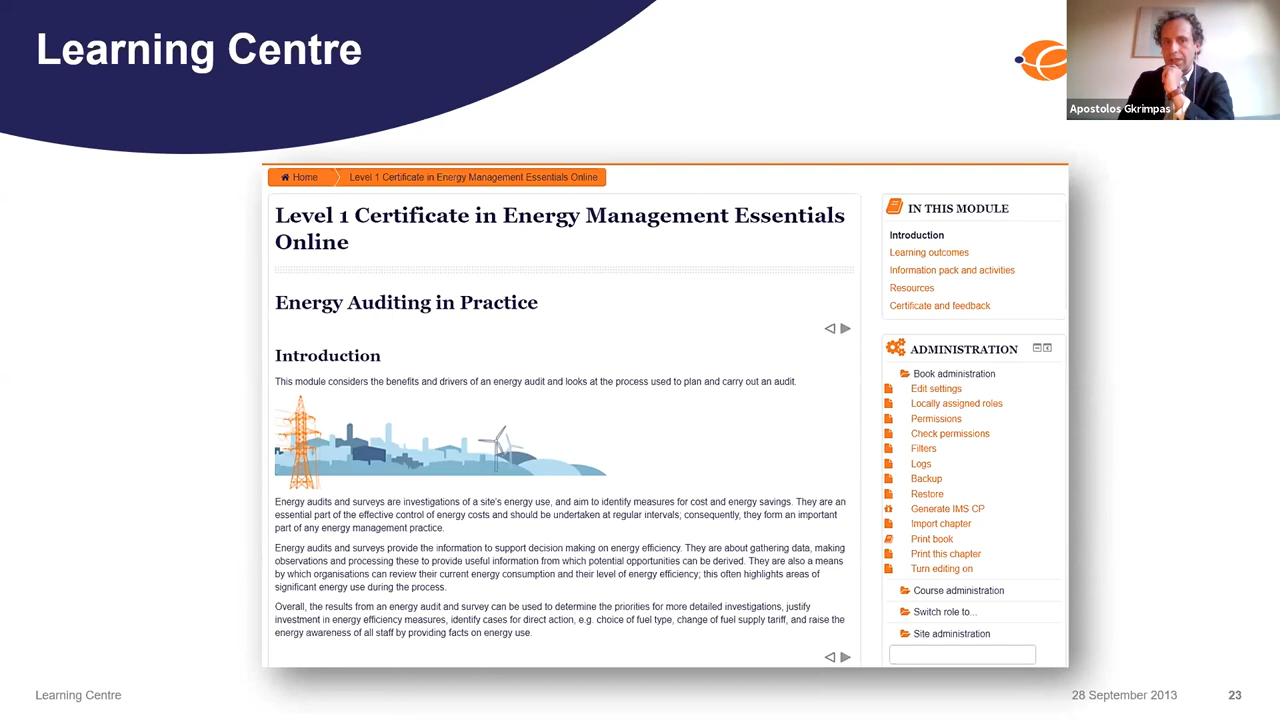 Learning Centre
Apostolos Gkrimpas
Home
Level 1 Certificate in Energy Management Essentials Online
Level 1 Certificate in Energy Management Essentials
Online
Energy Auditing in Practice
Introduction
This module considers the benefits and drivers of an energy audit and looks at the process used to plan and carry out an audit.
Energy audits and surveys are investigations of a site's energy use, and aim to identify measures for cost and energy savings. They are an
essential part of the effective control of energy costs and should be undertaken at regular intervals; consequently, they form an important
part of any energy management practice.
Energy audits and surveys provide the information to support decision making on energy efficiency. They are about gathering data, making
observations and processing these to provide useful information from which potential opportunities can be derived. They are also a means
by which organisations can review their current energy consumption and their level of energy efficiency; this often highlights areas of
significant energy use during the process.
Overall, the results from an energy audit and survey can be used to determine the priorities for more detailed investigations, justify
investment in energy efficiency measures, identify cases for direct action, e.g. choice of fuel type, change of fuel supply tariff, and raise the
energy awareness of all staff by providing facts on energy use.
IN THIS MODULE
Introduction
Learning outcomes
Information pack and activities
Resources
Certificate and feedback
ADMINISTRATION
Book administration
Edit settings
Locally assigned roles
Permissions
Check permissions
Filters
Logs
Backup
Restore
Generate IMS CP
Import chapter
Print book
Print this chapter
Turn editing on
Course administration
Switch role to...
Site administration
Learning Centre
28 September 2013
23